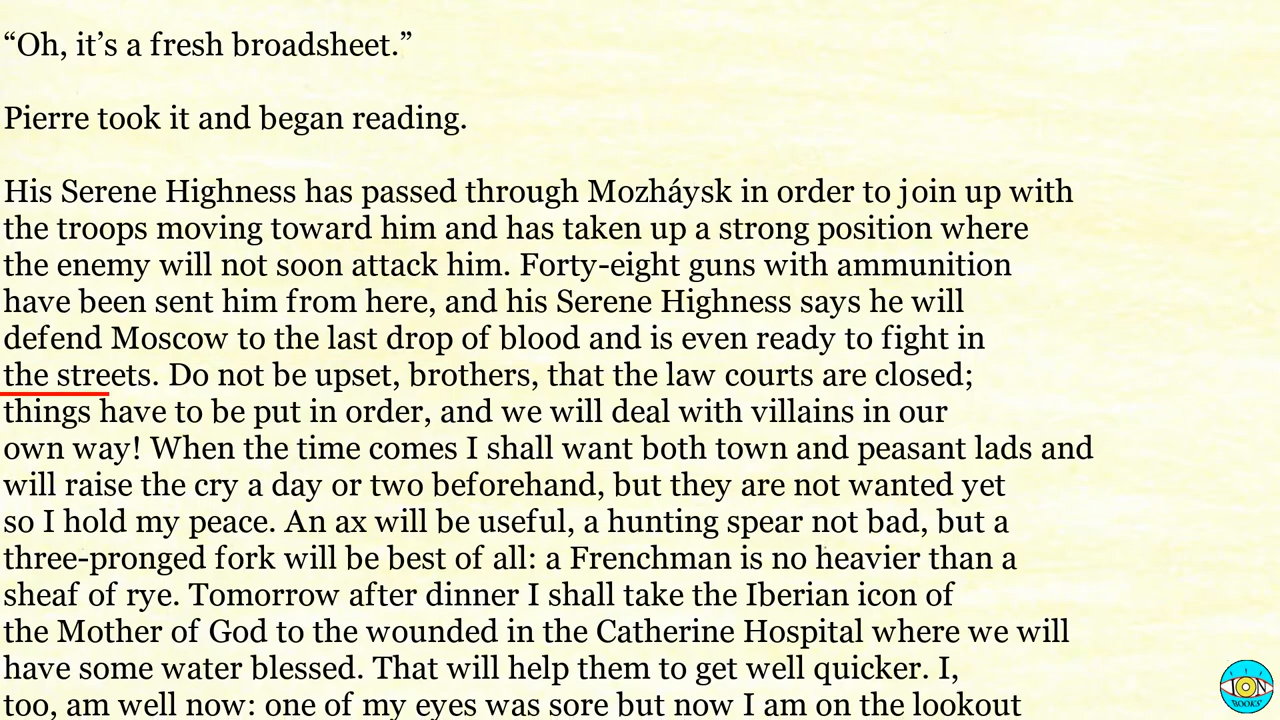 “Oh, it’s a fresh broadsheet.”
Pierre took it and began reading.
His Serene Highness has passed through Mozháysk in order to join up with
the troops moving toward him and has taken up a strong position where
the enemy will not soon attack him. Forty-eight guns with ammunition
have been sent him from here, and his Serene Highness says he will
defend Moscow to the last drop of blood and is even ready to fight in
the streets. Do not be upset, brothers, that the law courts are closed;
things have to be put in order, and we will deal with villains in our
own way! When the time comes I shall want both town and peasant lads and
will raise the cry a day or two beforehand, but they are not wanted yet
so I hold my peace. An ax will be useful, a hunting spear not bad, but a
three-pronged fork will be best of all: a Frenchman is no heavier than a
sheaf of rye. Tomorrow after dinner I shall take the Iberian icon of
the Mother of God to the wounded in the Catherine Hospital where we will
have some water blessed. That will help them to get well quicker. I,
too, am well now: one of my eyes was sore but now I am on the lookout
ION
BOOKS